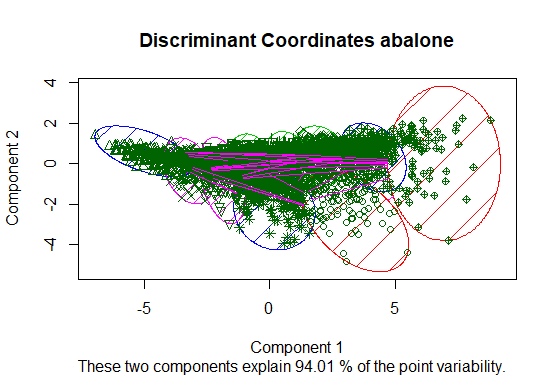 Discriminant Coordinates abalone
4
2
0
-2
-4
Component 2
-5
0
5
Component 1
These two components explain 94.01 % of the point variability.